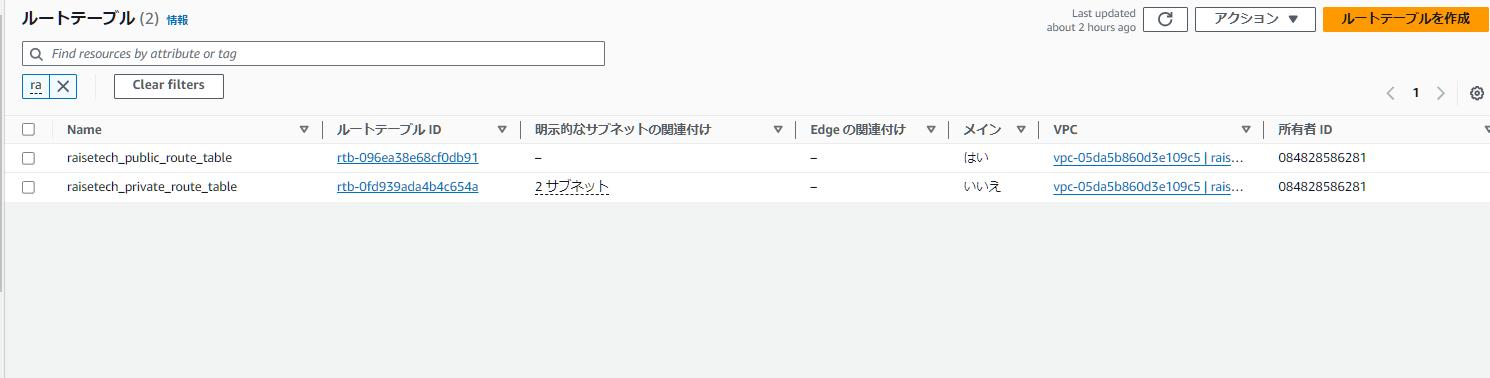 ルートテーブル (2) 情報
Last updated
about 2 hours ago
アクション ▼
ルートテーブルを作成
Find resources by attribute or tag
ra
Clear filters
1
Name ルートテーブル ID 明示的なサブネットの関連付け Edge の関連付け メイン VPC 所有者 ID
raisetech_public_route_table rtb-096ea38e68cf0db91 – – はい vpc-05da5b860d3e109c5 | rais… 084828586281
raisetech_private_route_table rtb-0fd939ada4b4c654a 2 サブネット – いいえ vpc-05da5b860d3e109c5 | rais… 084828586281